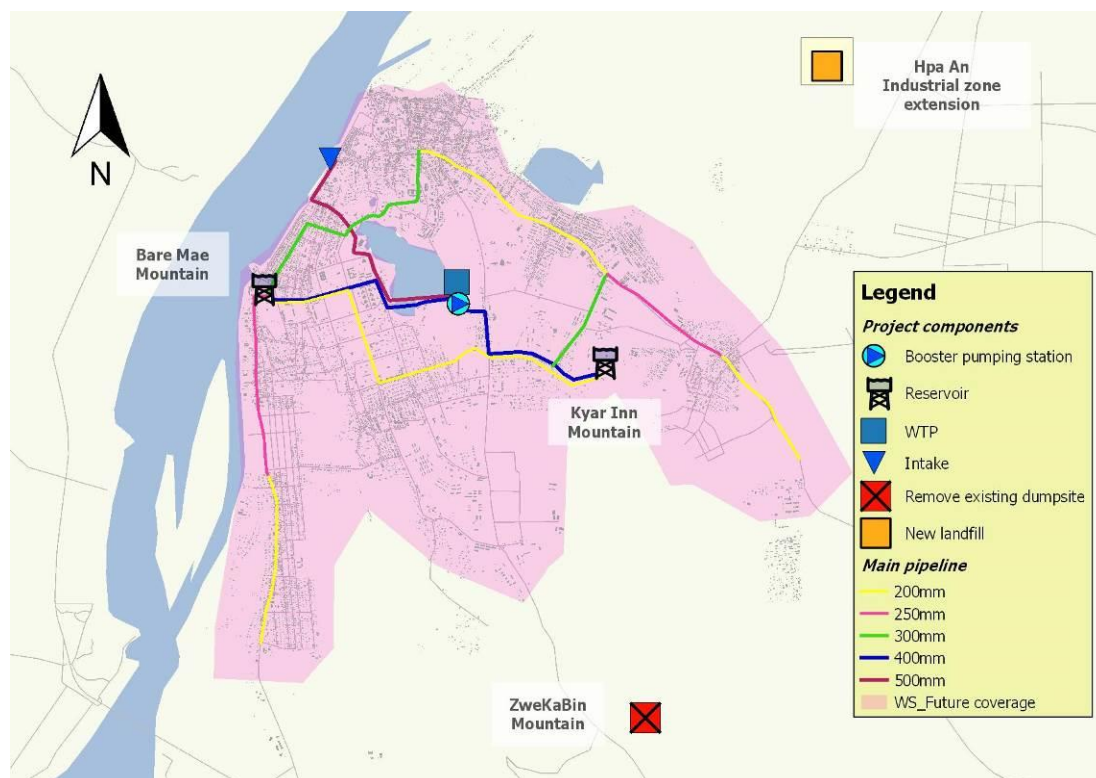 Hpa An
Industrial zone
extension
N
Bare Mae
Mountain
Kyar Inn
Mountain
ZweKaBin
Mountain
Legend
Project components
Booster pumping station
Reservoir
WTP
Intake
Remove existing dumpsite
New landfill
Main pipeline
200mm
250mm
300mm
400mm
500mm
WS_Future coverage